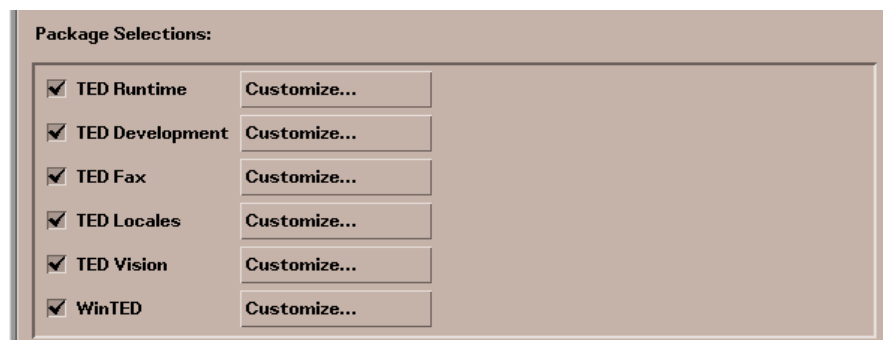 Package Selections:
TED Runtime Customize...
TED Development Customize...
TED Fax Customize...
TED Locales Customize...
TED Vision Customize...
WinTED Customize...